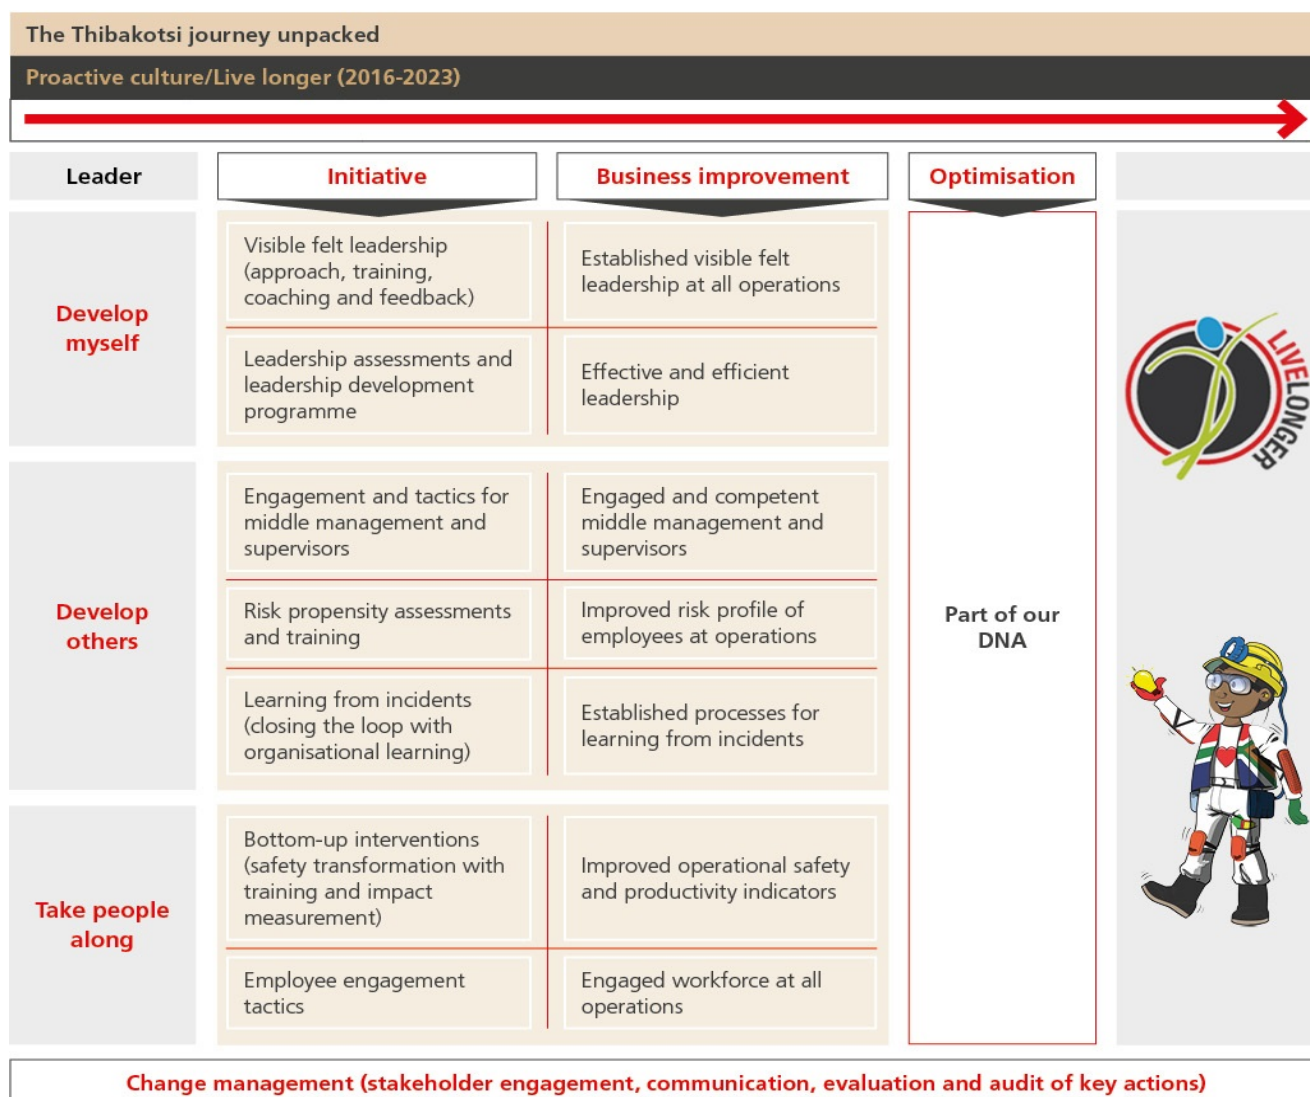 The Thibakotsi journey unpacked
Proactive culture/Live longer (2016-2023)
Leader
Initiative
Business improvement
Optimisation
Develop
myself
Visible felt leadership
(approach, training,
coaching and feedback)
Established visible felt
leadership at all operations
Leadership assessments and
leadership development
programme
Effective and efficient
leadership
LIVELONGER
Develop
others
Engagement and tactics for
middle management and
supervisors
Engaged and competent
middle management and
supervisors
Risk propensity assessments
and training
Improved risk profile of
employees at operations
Learning from incidents
(closing the loop with
organisational learning)
Established processes for
learning from incidents
Part of our
DNA
Take people
along
Bottom-up interventions
(safety transformation with
training and impact
measurement)
Improved operational safety
and productivity indicators
Employee engagement
tactics
Engaged workforce at all
operations
Change management (stakeholder engagement, communication, evaluation and audit of key actions)